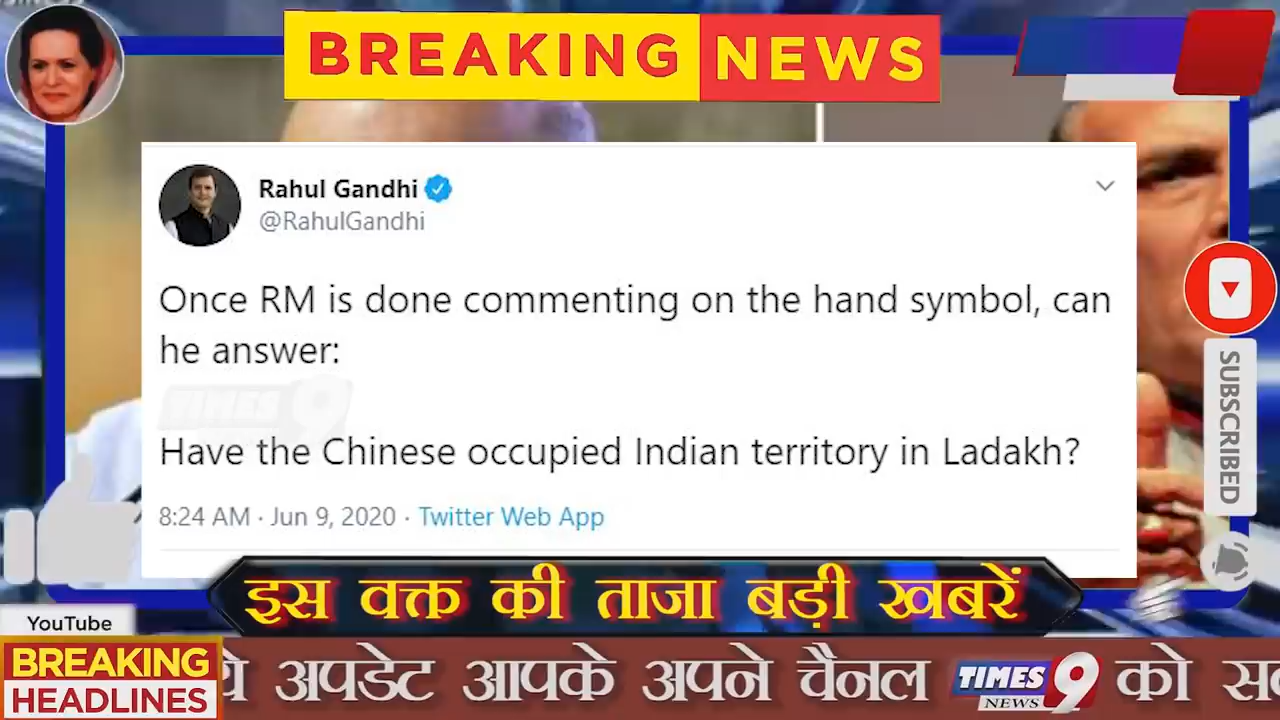 BREAKING NEWS
Rahul Gandhi
@RahulGandhi
Once RM is done commenting on the hand symbol, can
he answer:
TIMES 9
Have the Chinese occupied Indian territory in Ladakh?
8:24 AM · Jun 9, 2020 · Twitter Web App
SUBSCRIBED
इस वक्त की ताजा बड़ी खबरें
YouTube
BREAKING
HEADLINES
अपडेट आपके अपने चैनल TIMES 9 NEWS को